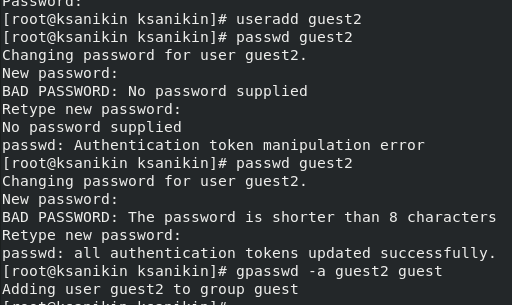 Password:
[root@ksanikin ksanikin]# useradd guest2
[root@ksanikin ksanikin]# passwd guest2
Changing password for user guest2.
New password:
BAD PASSWORD: No password supplied
Retype new password:
No password supplied
passwd: Authentication token manipulation error
[root@ksanikin ksanikin]# passwd guest2
Changing password for user guest2.
New password:
BAD PASSWORD: The password is shorter than 8 characters
Retype new password:
passwd: all authentication tokens updated successfully.
[root@ksanikin ksanikin]# gpasswd -a guest2 guest
Adding user guest2 to group guest
[root@ksanikin ksanikin]#